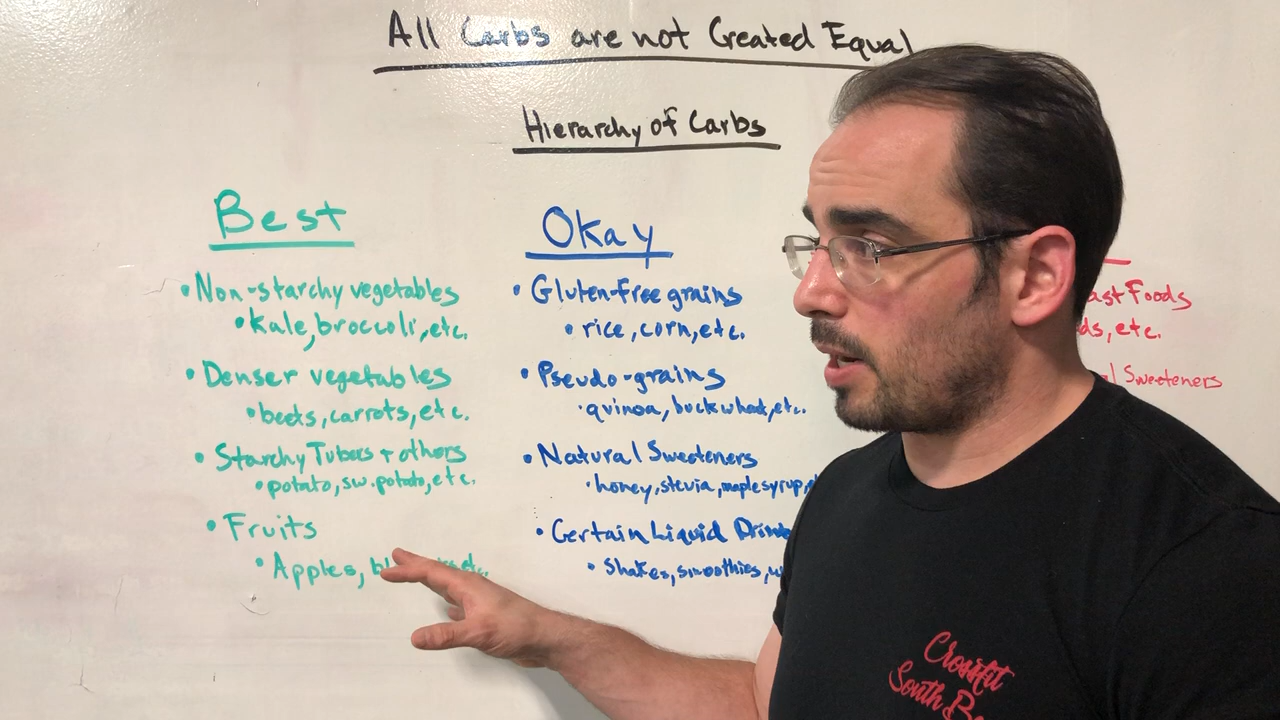 All Carbs are not Created Equal
Hierarchy of Carbs
Best
• Non-starchy vegetables
• Kale, broccoli, etc.
• Denser vegetables
• beets, carrots, etc.
• Starchy Tubers + others
• potato, sw. potato, etc.
• Fruits
• Apples,
Okay
• Gluten-free grains
• rice, corn, etc.
• Pseudo-grains
• quinoa, buckwheat, etc.
• Natural Sweeteners
• honey, stevia, maple syrup,
• Certain Liquid Drinks
• Shakes, smoothies,
Foods
etc.
Sweeteners
Crossfit
South